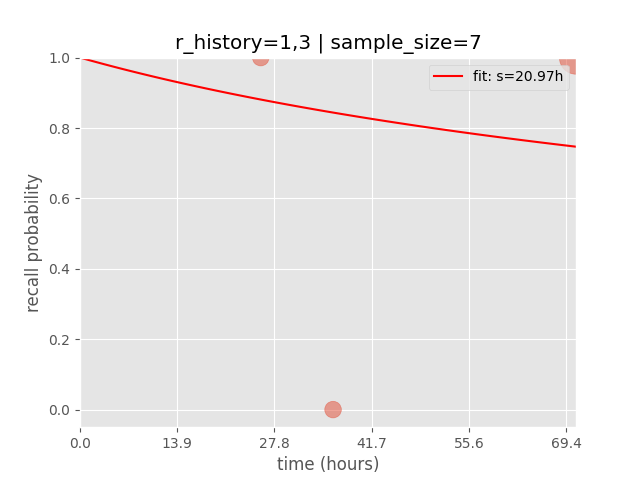 r_history=1,3 | sample_size=7
fit: s=20.97h
1.0
0.8
0.6
0.4
0.2
0.0
recall probability
0.0 13.9 27.8 41.7 55.6 69.4
time (hours)